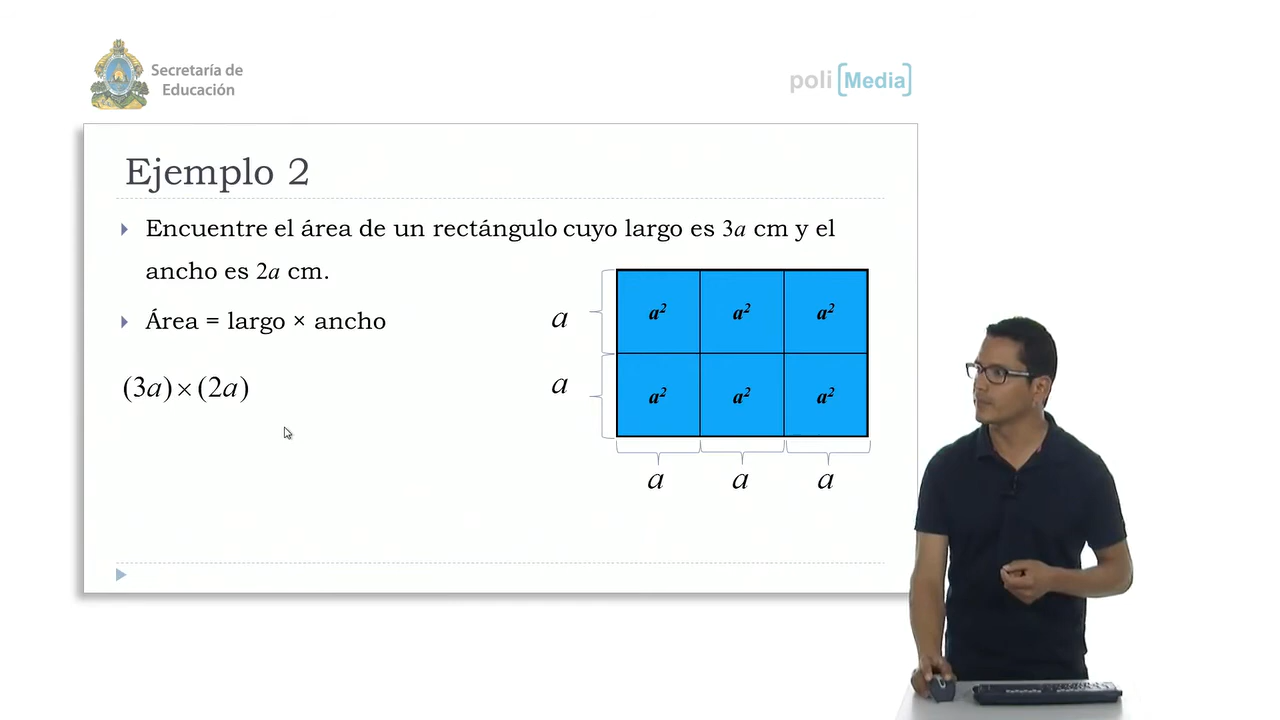 Secretaría de
Educación
poli [Media]
Ejemplo 2
Encuentre el área de un rectángulo cuyo largo es 3a cm y el
ancho es 2a cm.
Área = largo × ancho
(3a)×(2a)
a
a² a² a²
a
a² a² a²
a a a